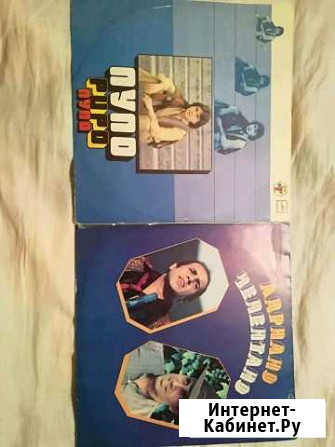 ПУПО
PUPO
ПУПО
АДРИАНО
ЧЕЛЕНТАНО
Интернет-
Кабинет.Ру